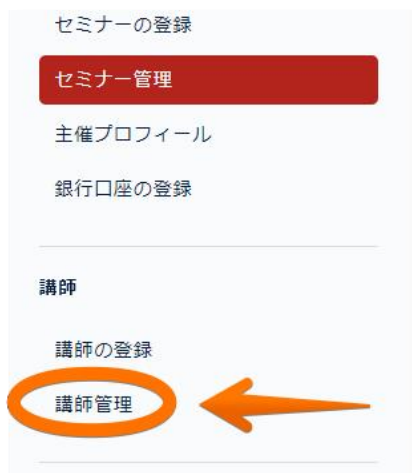 セミナーの登録
セミナー管理
主催プロフィール
銀行口座の登録
講師
講師の登録
講師管理